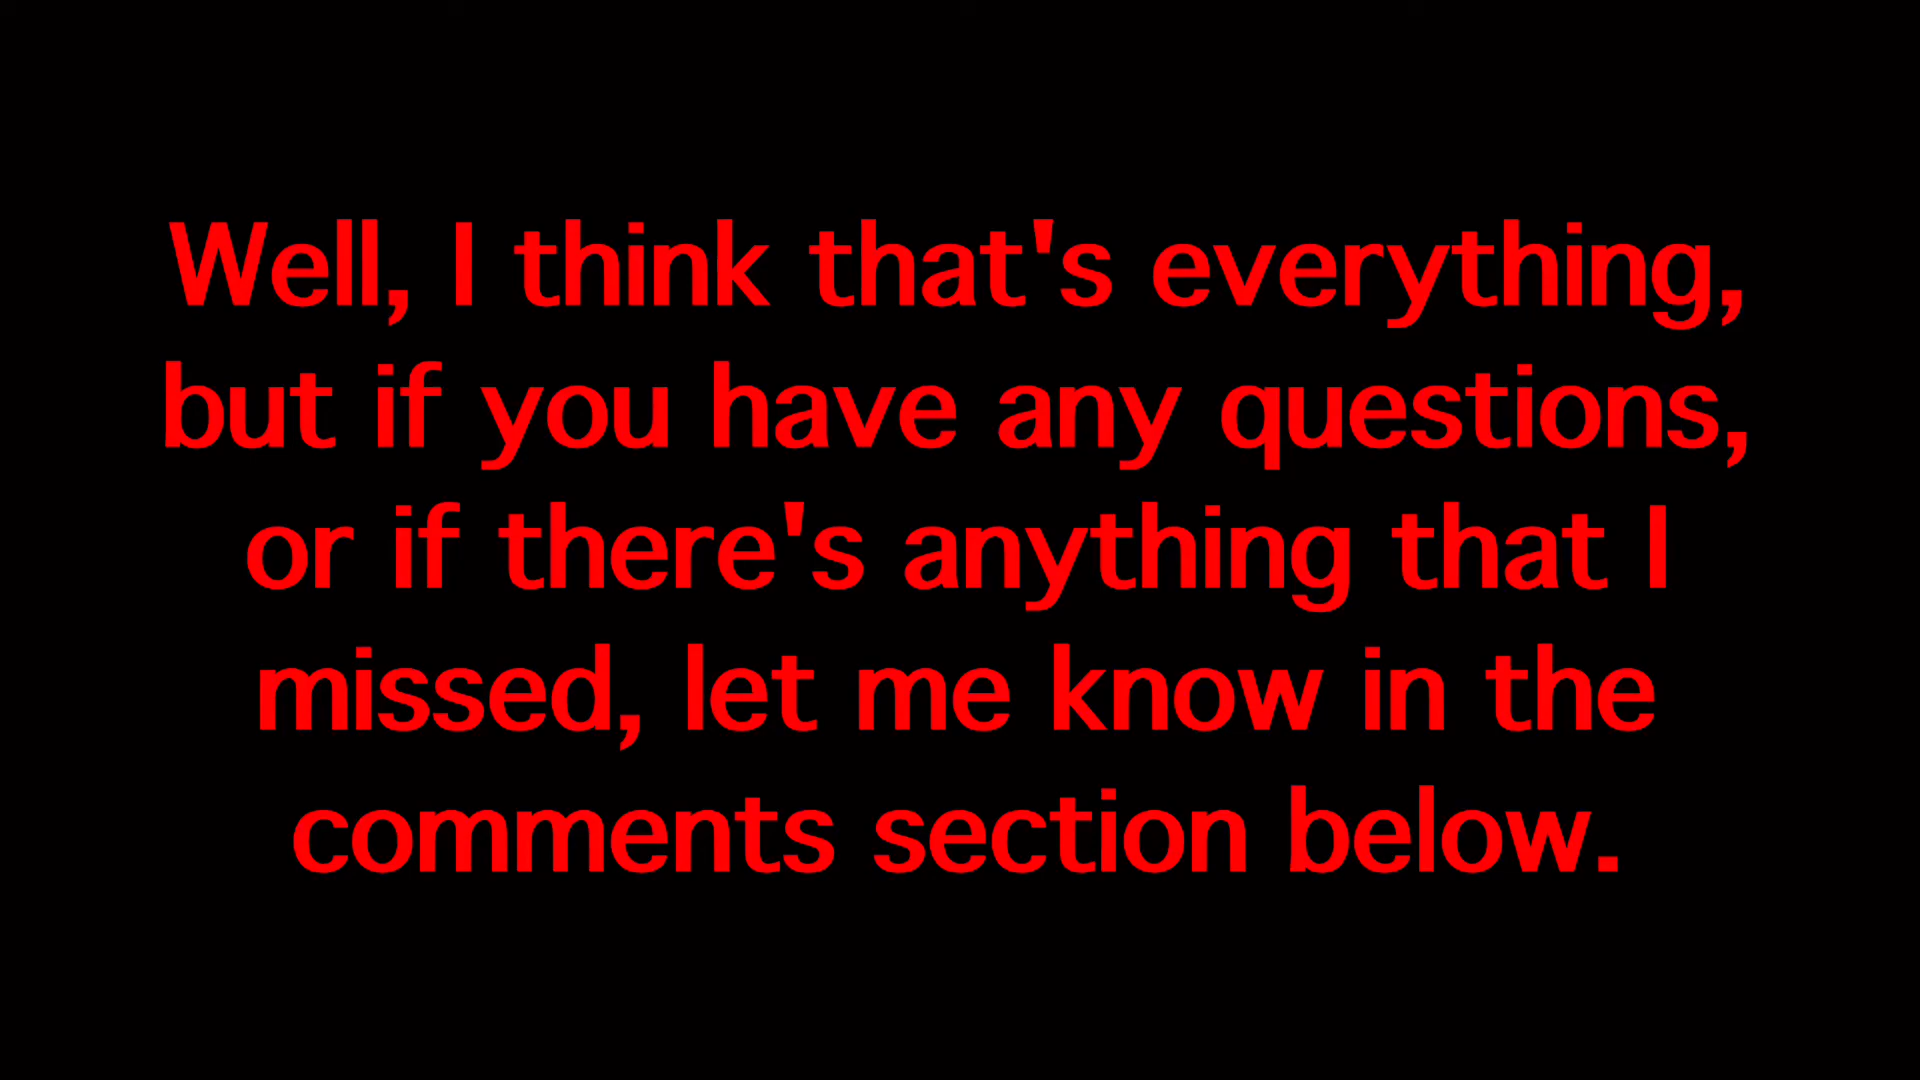 Well, I think that's everything,
but if you have any questions,
or if there's anything that I
missed, let me know in the
comments section below.